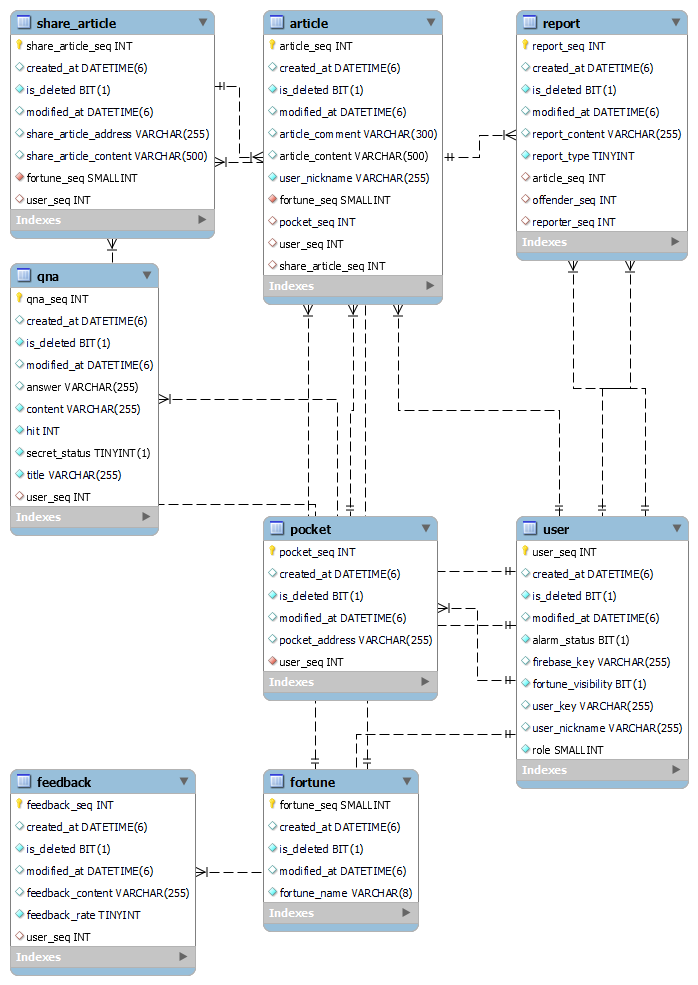 share_article
share_article_seq INT
created_at DATETIME(6)
is_deleted BIT(1)
modified_at DATETIME(6)
share_article_address VARCHAR(255)
share_article_content VARCHAR(500)
fortune_seq SMALLINT
user_seq INT
Indexes
article
article_seq INT
created_at DATETIME(6)
is_deleted BIT(1)
modified_at DATETIME(6)
article_comment VARCHAR(300)
article_content VARCHAR(500)
user_nickname VARCHAR(255)
fortune_seq SMALLINT
pocket_seq INT
user_seq INT
share_article_seq INT
Indexes
report
report_seq INT
created_at DATETIME(6)
is_deleted BIT(1)
modified_at DATETIME(6)
report_content VARCHAR(255)
report_type TINYINT
article_seq INT
offender_seq INT
reporter_seq INT
Indexes
qna
qna_seq INT
created_at DATETIME(6)
is_deleted BIT(1)
modified_at DATETIME(6)
answer VARCHAR(255)
content VARCHAR(255)
hit INT
secret_status TINYINT(1)
title VARCHAR(255)
user_seq INT
Indexes
pocket
pocket_seq INT
created_at DATETIME(6)
is_deleted BIT(1)
modified_at DATETIME(6)
pocket_address VARCHAR(255)
user_seq INT
Indexes
user
user_seq INT
created_at DATETIME(6)
is_deleted BIT(1)
modified_at DATETIME(6)
alarm_status BIT(1)
firebase_key VARCHAR(255)
fortune_visibility BIT(1)
user_key VARCHAR(255)
user_nickname VARCHAR(255)
role SMALLINT
Indexes
feedback
feedback_seq INT
created_at DATETIME(6)
is_deleted BIT(1)
modified_at DATETIME(6)
feedback_content VARCHAR(255)
feedback_rate TINYINT
user_seq INT
Indexes
fortune
fortune_seq SMALLINT
created_at DATETIME(6)
is_deleted BIT(1)
modified_at DATETIME(6)
fortune_name VARCHAR(8)
Indexes